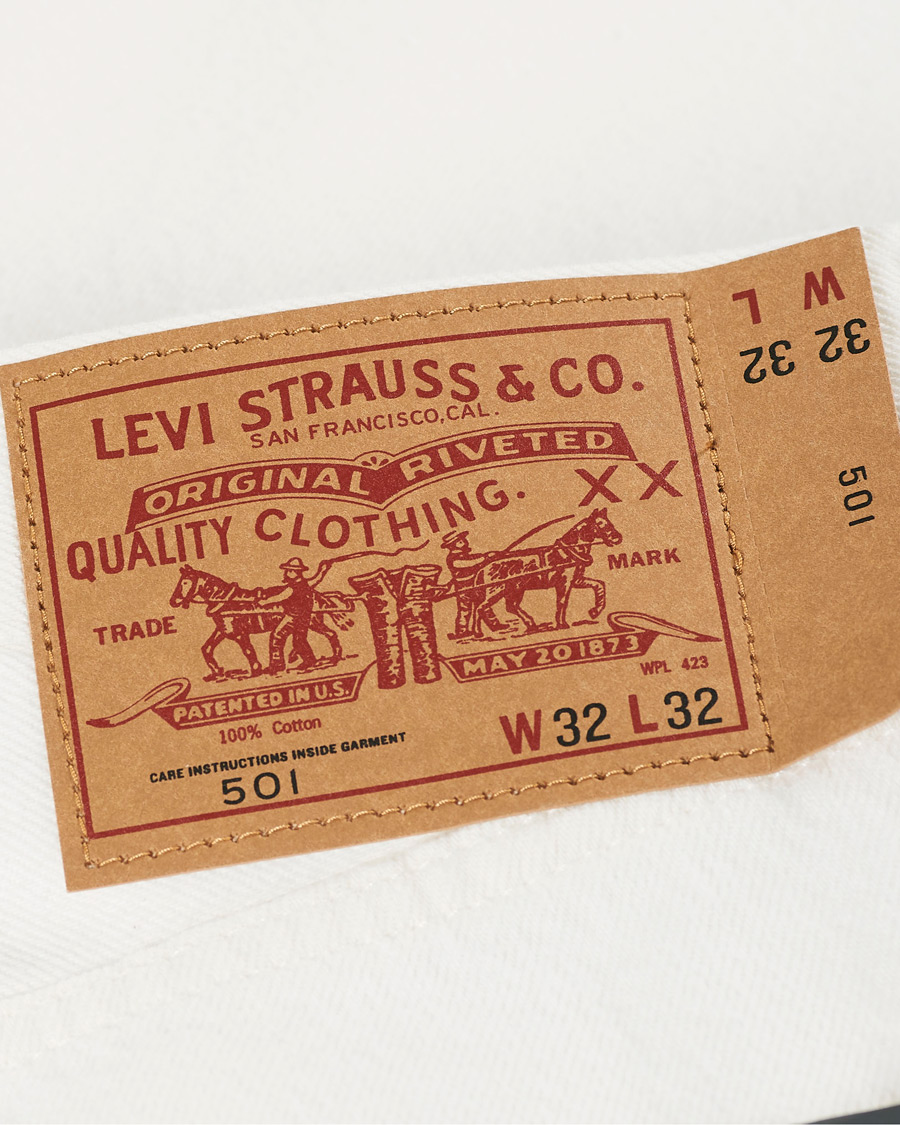 LEVI STRAUSS & CO.
SAN FRANCISCO, CAL.
ORIGINAL RIVETED
QUALITY CLOTHING. XX
TRADE MARK
PATENTED IN U.S. MAY 20 1873
WPL 423
100% Cotton
CARE INSTRUCTIONS INSIDE GARMENT
501
W 32 L 32
W L
32 32
501